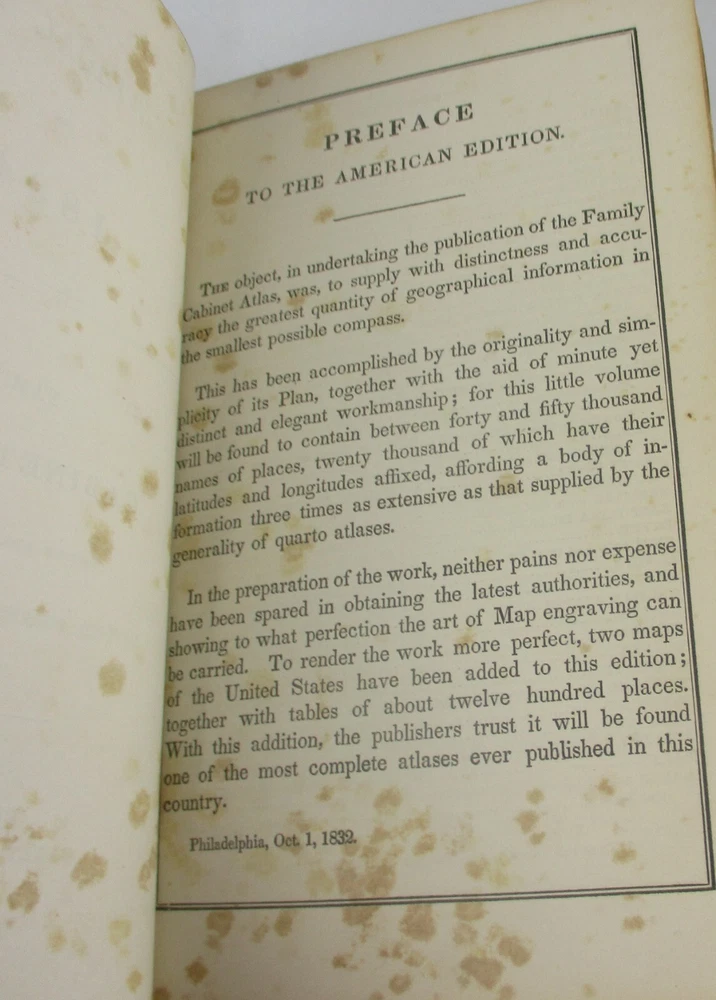 PREFACE
TO THE AMERICAN EDITION.
THE object, in undertaking the publication of the Family
Cabinet Atlas, was, to supply with distinctness and accu-
racy the greatest quantity of geographical information in
the smallest possible compass.
This has been accomplished by the originality and sim-
plicity of its Plan, together with the aid of minute yet
distinct and elegant workmanship; for this little volume
will be found to contain between forty and fifty thousand
names of places, twenty thousand of which have their
latitudes and longitudes affixed, affording a body of in-
formation three times as extensive as that supplied by the
generality of quarto atlases.
In the preparation of the work, neither pains nor expense
have been spared in obtaining the latest authorities, and
showing to what perfection the art of Map engraving can
be carried. To render the work more perfect, two maps
of the United States have been added to this edition;
together with tables of about twelve hundred places.
With this addition, the publishers trust it will be found
one of the most complete atlases ever published in this
country.
Philadelphia, Oct. 1, 1832.